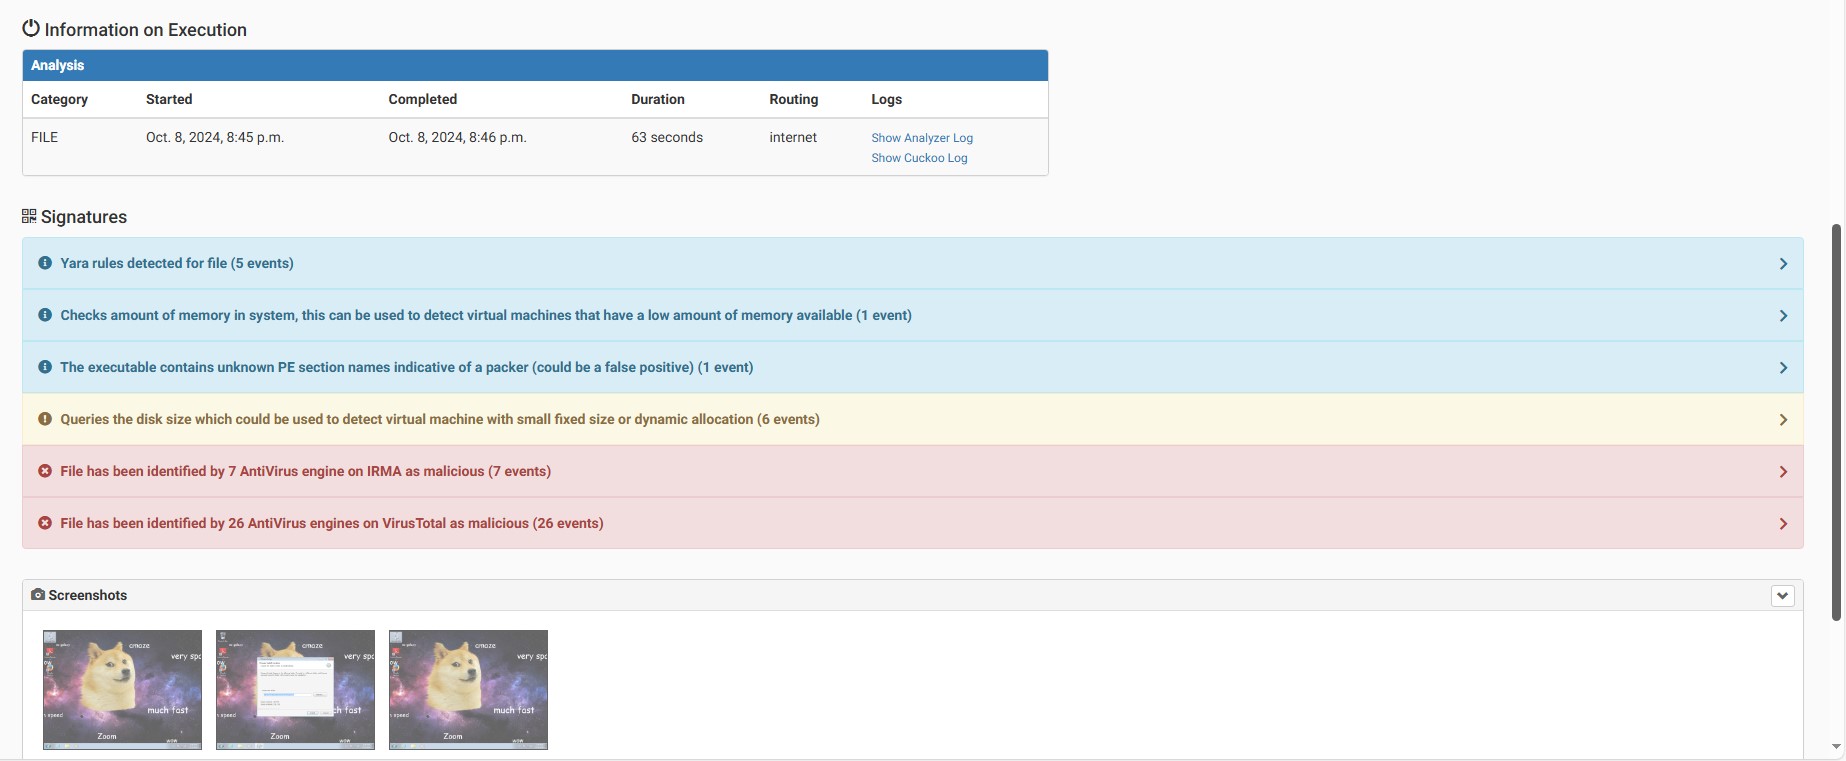 Information on Execution
Analysis
Category Started Completed Duration Routing Logs
FILE Oct. 8, 2024, 8:45 p.m. Oct. 8, 2024, 8:46 p.m. 63 seconds internet Show Analyzer Log
Show Cuckoo Log
Signatures
Yara rules detected for file (5 events)
Checks amount of memory in system, this can be used to detect virtual machines that have a low amount of memory available (1 event)
The executable contains unknown PE section names indicative of a packer (could be a false positive) (1 event)
Queries the disk size which could be used to detect virtual machine with small fixed size or dynamic allocation (6 events)
File has been identified by 7 AntiVirus engine on IRMA as malicious (7 events)
File has been identified by 26 AntiVirus engines on VirusTotal as malicious (26 events)
Screenshots
amaze amaze amaze
very spa very spa very spa
much fast ch fast much fast
speed speed speed
Zoom Zoom Zoom
wow wow wow